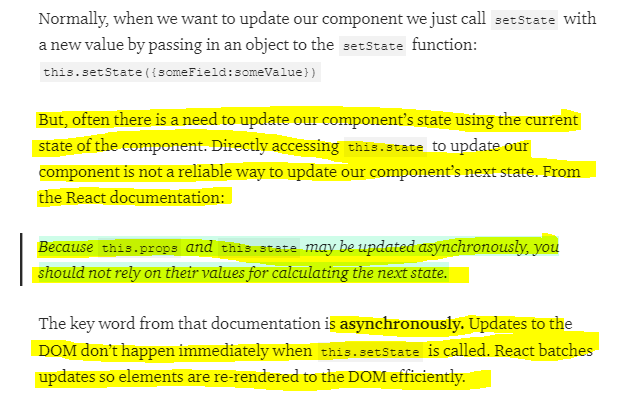 Normally, when we want to update our component we just call setState with
a new value by passing in an object to the setState function:
this.setState({someField:someValue})
But, often there is a need to update our component's state using the current
state of the component. Directly accessing this.state to update our
component is not a reliable way to update our component's next state. From
the React documentation:
Because this.props and this.state may be updated asynchronously, you
should not rely on their values for calculating the next state.
The key word from that documentation is asynchronously. Updates to the
DOM don't happen immediately when this.setState is called. React batches
updates so elements are re-rendered to the DOM efficiently.